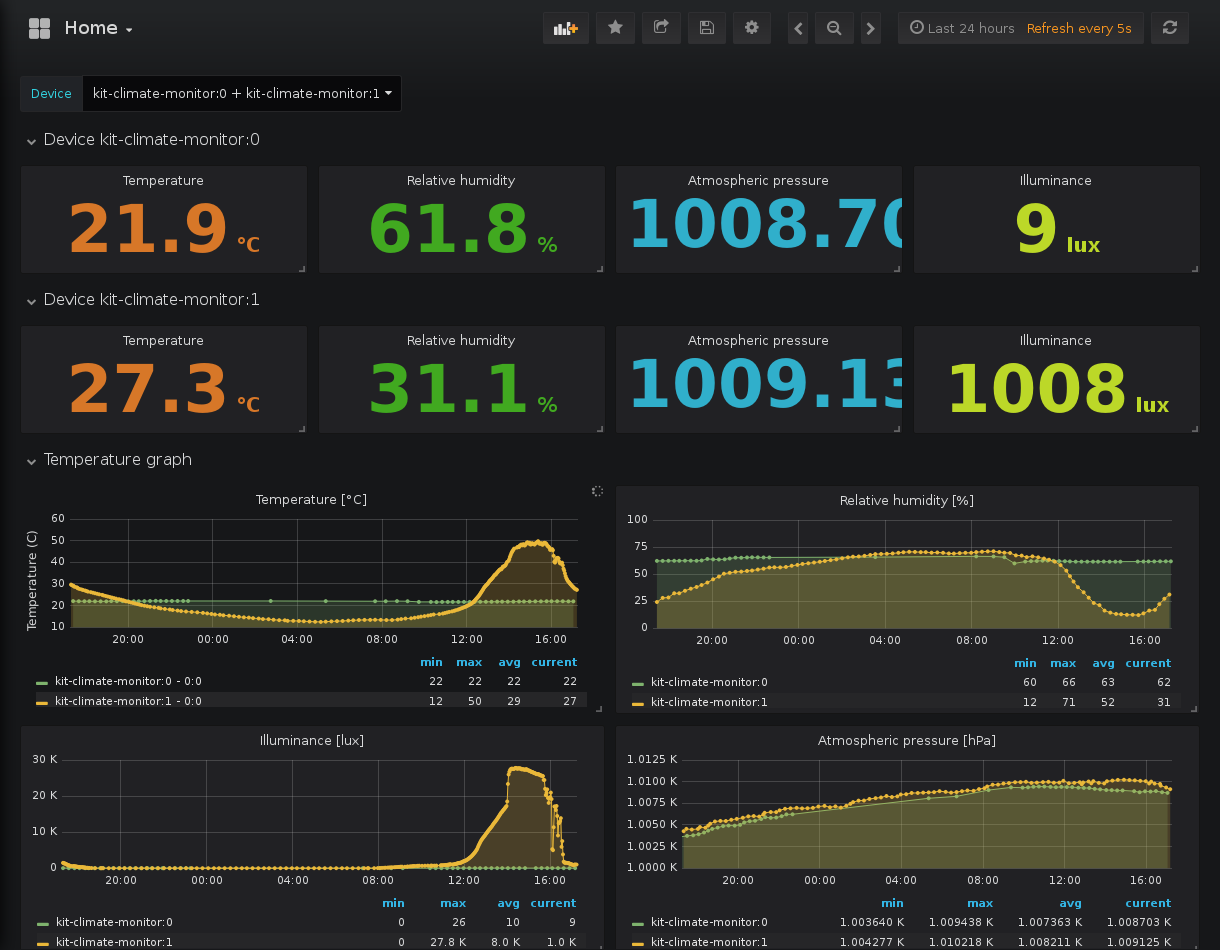 Home
Last 24 hours Refresh every 5s
Device kit-climate-monitor:0 + kit-climate-monitor:1
Device kit-climate-monitor:0
Temperature Relative humidity Atmospheric pressure Illuminance
21.9 °C 61.8 % 1008.70 9 lux
Device kit-climate-monitor:1
Temperature Relative humidity Atmospheric pressure Illuminance
27.3 °C 31.1 % 1009.13 1008 lux
Temperature graph
Temperature [°C]
Temperature (C)
60
50
40
30
20
10
20:00 00:00 04:00 08:00 12:00 16:00
min max avg current
kit-climate-monitor:0 - 0:0 22 22 22 22
kit-climate-monitor:1 - 0:0 12 50 29 27
Relative humidity [%]
100
75
50
25
0
20:00 00:00 04:00 08:00 12:00 16:00
min max avg current
kit-climate-monitor:0 60 66 63 62
kit-climate-monitor:1 12 71 52 31
Illuminance [lux]
30 K
20 K
10 K
0
20:00 00:00 04:00 08:00 12:00 16:00
min max avg current
kit-climate-monitor:0 0 26 10 9
kit-climate-monitor:1 0 27.8 K 8.0 K 1.0 K
Atmospheric pressure [hPa]
1.0125 K
1.0100 K
1.0075 K
1.0050 K
1.0025 K
1.0000 K
20:00 00:00 04:00 08:00 12:00 16:00
min max avg current
kit-climate-monitor:0 1.003640 K 1.009438 K 1.007363 K 1.008703 K
kit-climate-monitor:1 1.004277 K 1.010218 K 1.008211 K 1.009125 K